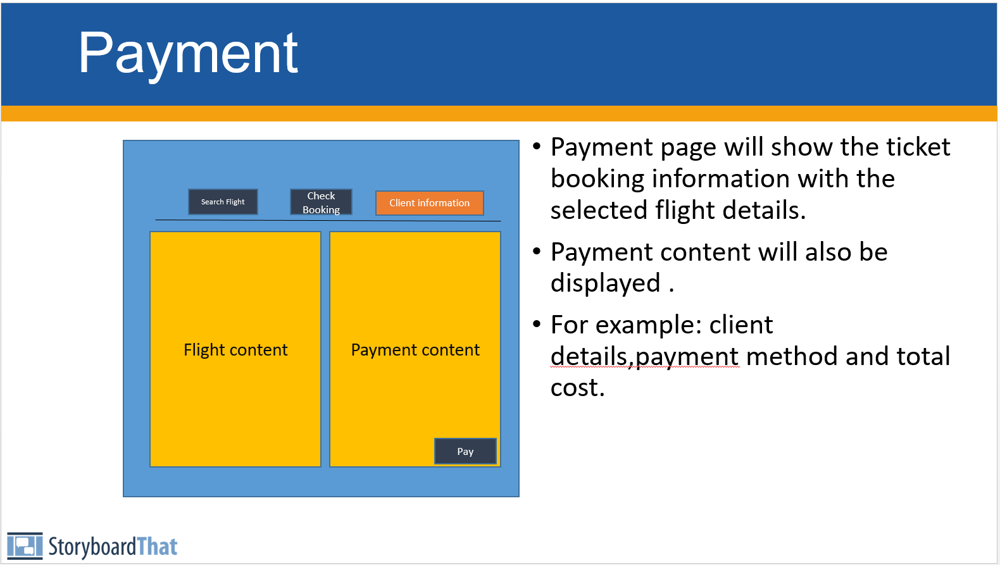 Payment
Search Flight
Check
Booking
Client information
Flight content
Payment content
Pay
• Payment page will show the ticket
booking information with the
selected flight details.
• Payment content will also be
displayed .
• For example: client
details,payment method and total
cost.
StoryboardThat